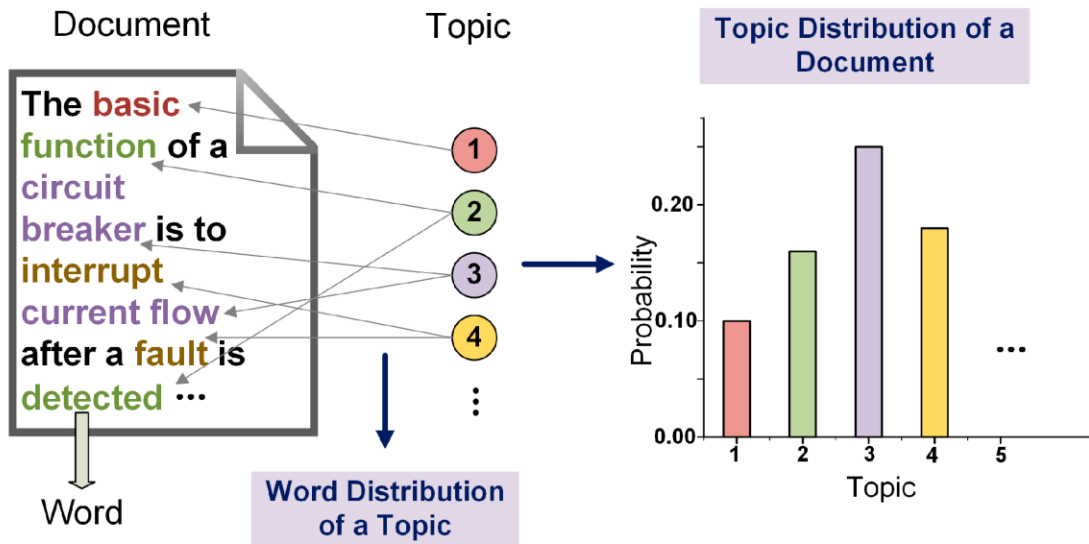 Document
The basic
function of a
circuit
breaker is to
interrupt
current flow
after a fault is
detected ...
Word
Topic
1
2
3
4
...
Word Distribution
of a Topic
Topic Distribution of a
Document
Probability
0.20
0.10
0.00
...
1 2 3 4 5
Topic